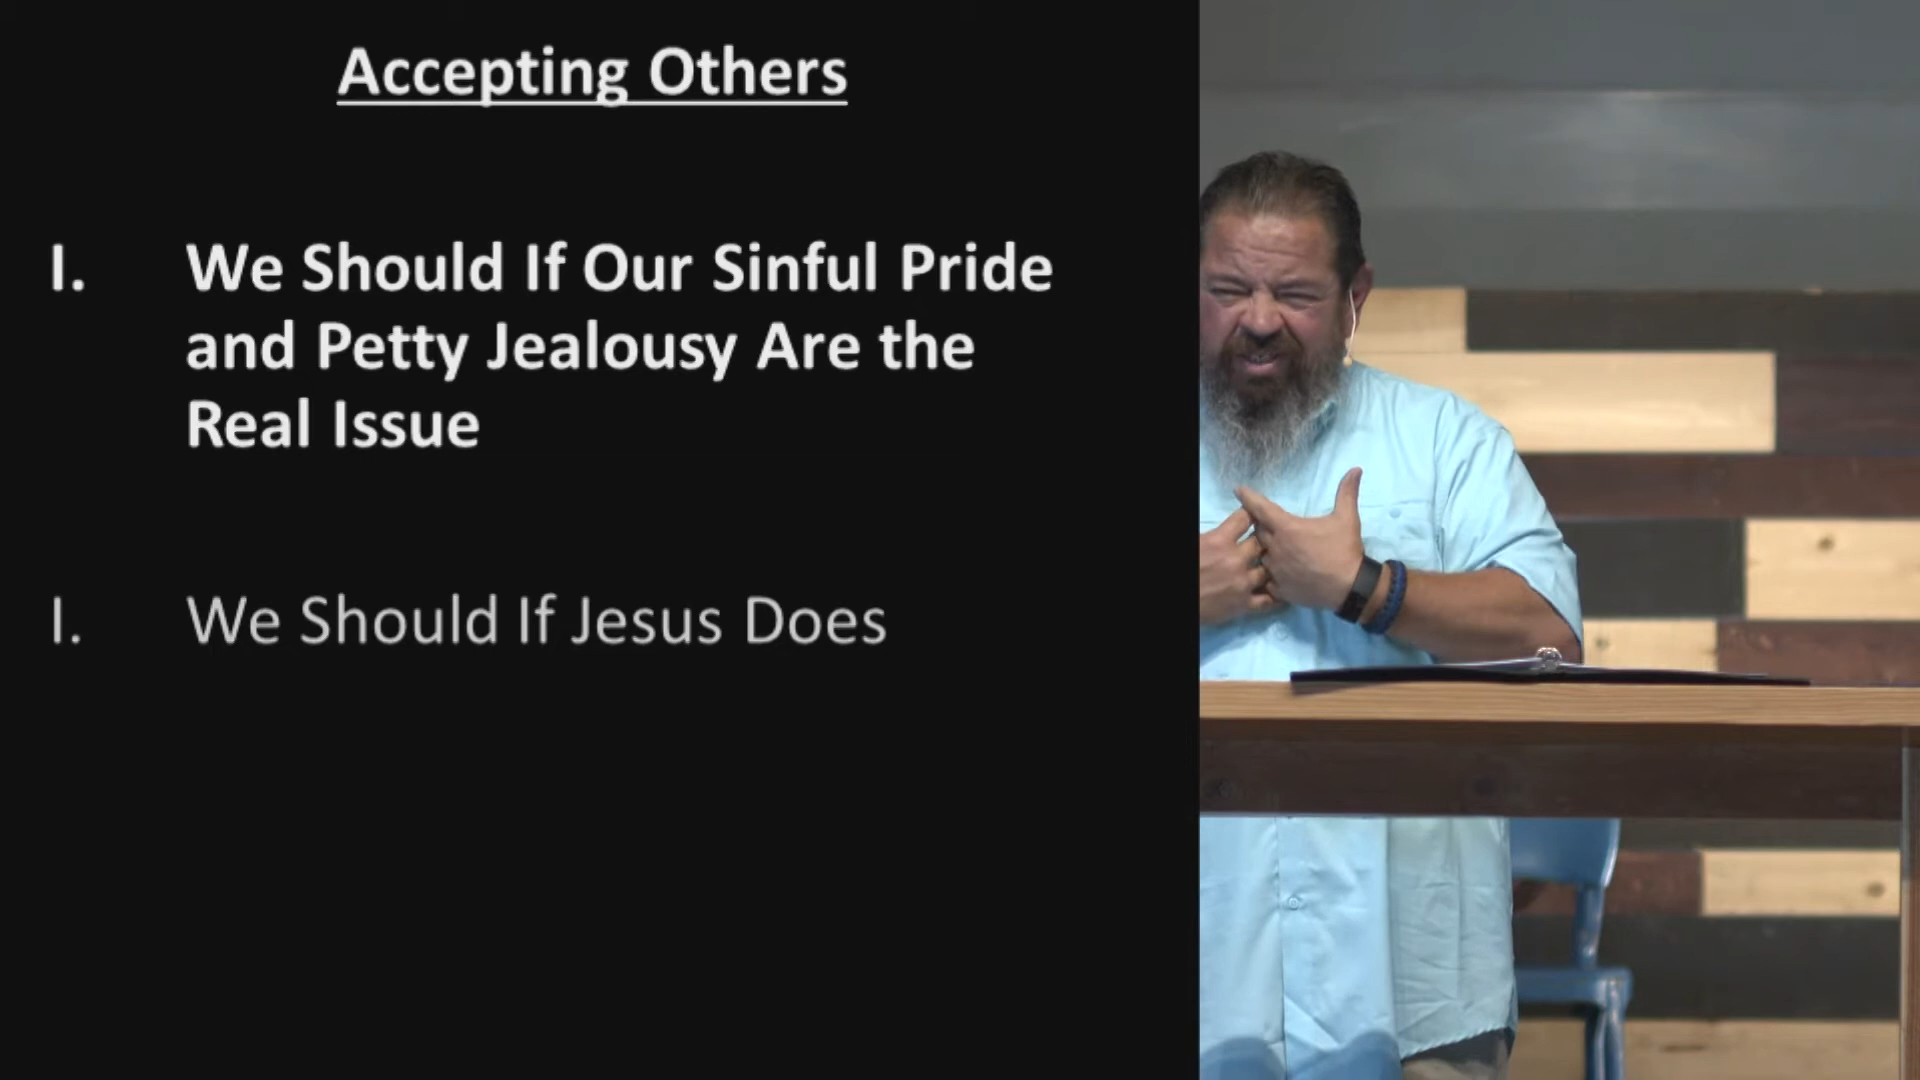 Accepting Others
I. We Should If Our Sinful Pride
and Petty Jealousy Are the
Real Issue
I. We Should If Jesus Does